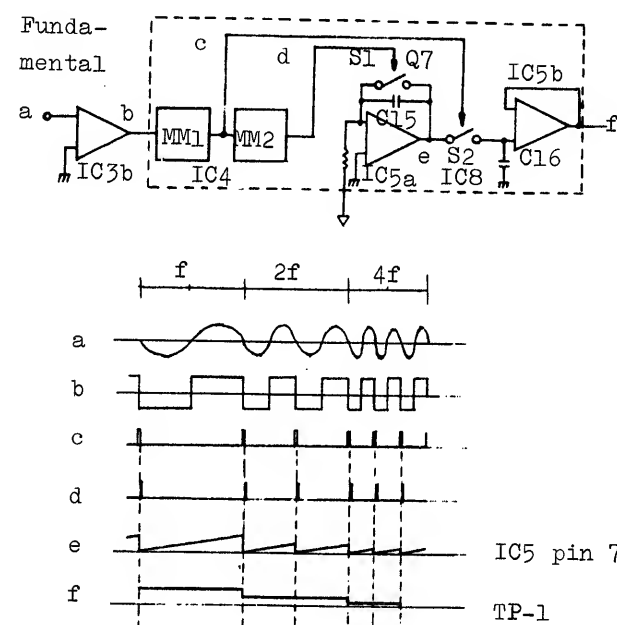 Funda-
mental
c
d
S1
Q7
IC5b
a
b
MM1
MM2
C15
f
e
S2
C16
IC3b
IC4
IC5a
IC8
f
2f
4f
a
b
c
d
e
IC5 pin 7
f
TP-1